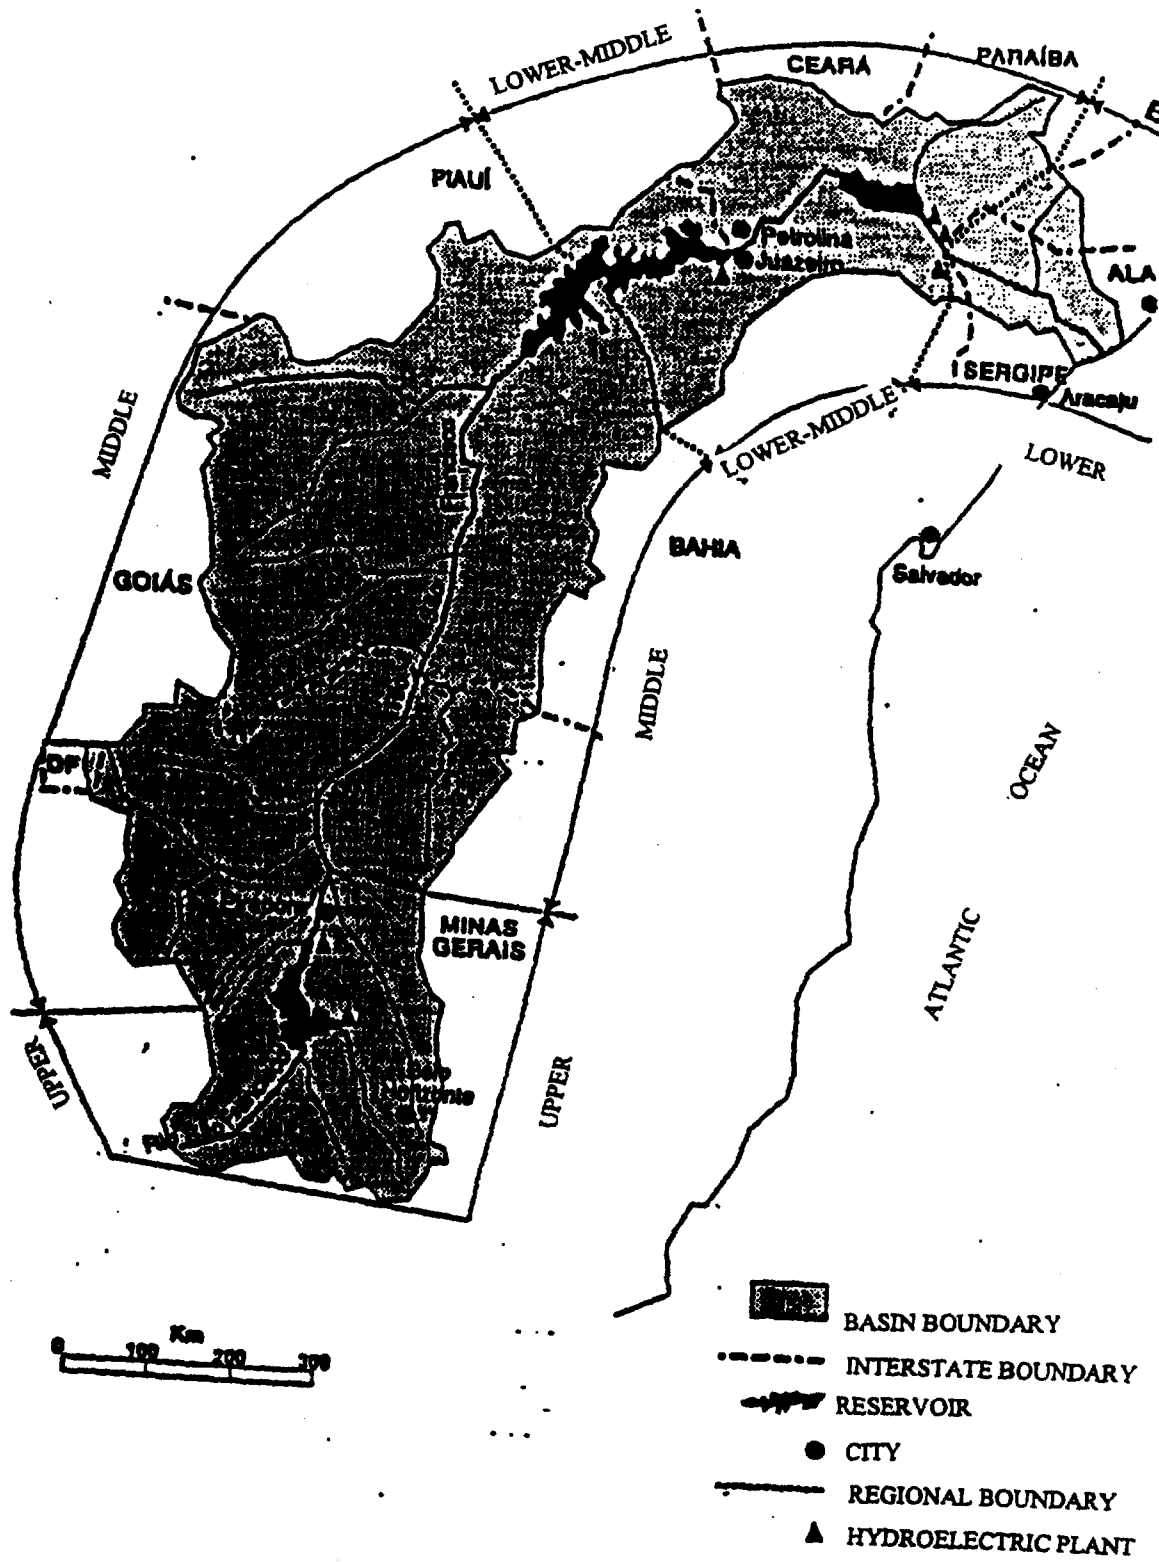 LOWER-MIDDLE
CEARÁ
PARAÍBA
PIAUÍ
Petrolina
Juazeiro
ALA
SERGIPE
Aracaju
MIDDLE
LOWER-MIDDLE
LOWER
BAHIA
Salvador
GOIÁS
MIDDLE
OCEAN
DF
MINAS
GERAIS
ATLANTIC
UPPER
UPPER
Km
0 100 200 300
BASIN BOUNDARY
INTERSTATE BOUNDARY
RESERVOIR
CITY
REGIONAL BOUNDARY
HYDROELECTRIC PLANT